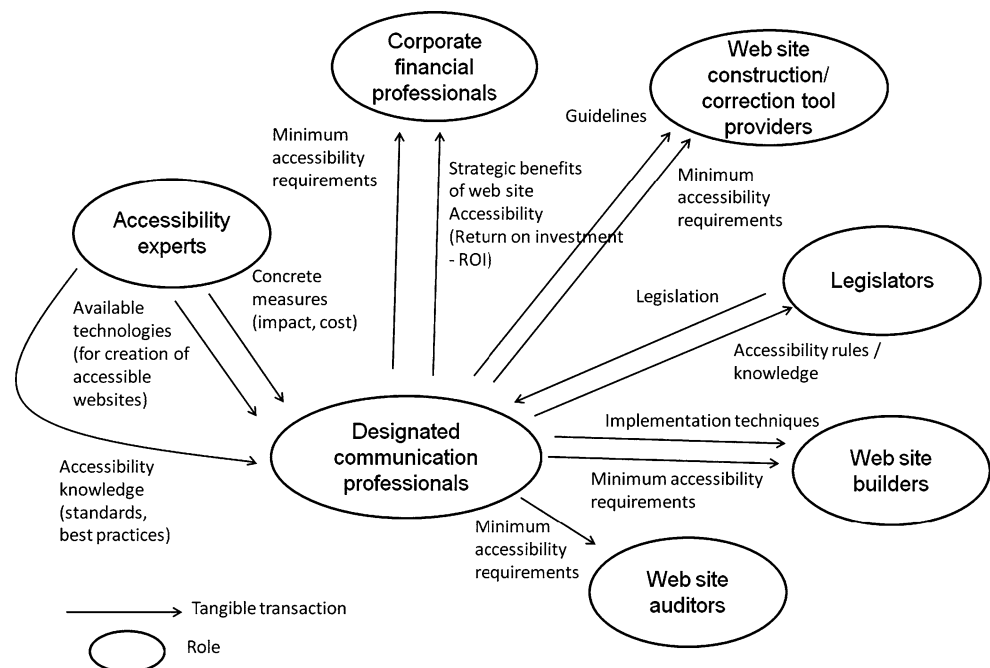 Corporate
financial
professionals
Web site
construction/
correction tool
providers
Guidelines
Minimum
accessibility
requirements
Strategic benefits
of web site
Accessibility
(Return on investment
- ROI)
Minimum
accessibility
requirements
Accessibility
experts
Concrete
measures
(impact, cost)
Available
technologies
(for creation of
accessible
websites)
Legislators
Legislation
Accessibility rules /
knowledge
Designated
communication
professionals
Implementation techniques
Minimum accessibility
requirements
Web site
builders
Accessibility
knowledge
(standards,
best practices)
Minimum
accessibility
requirements
Web site
auditors
Tangible transaction
Role